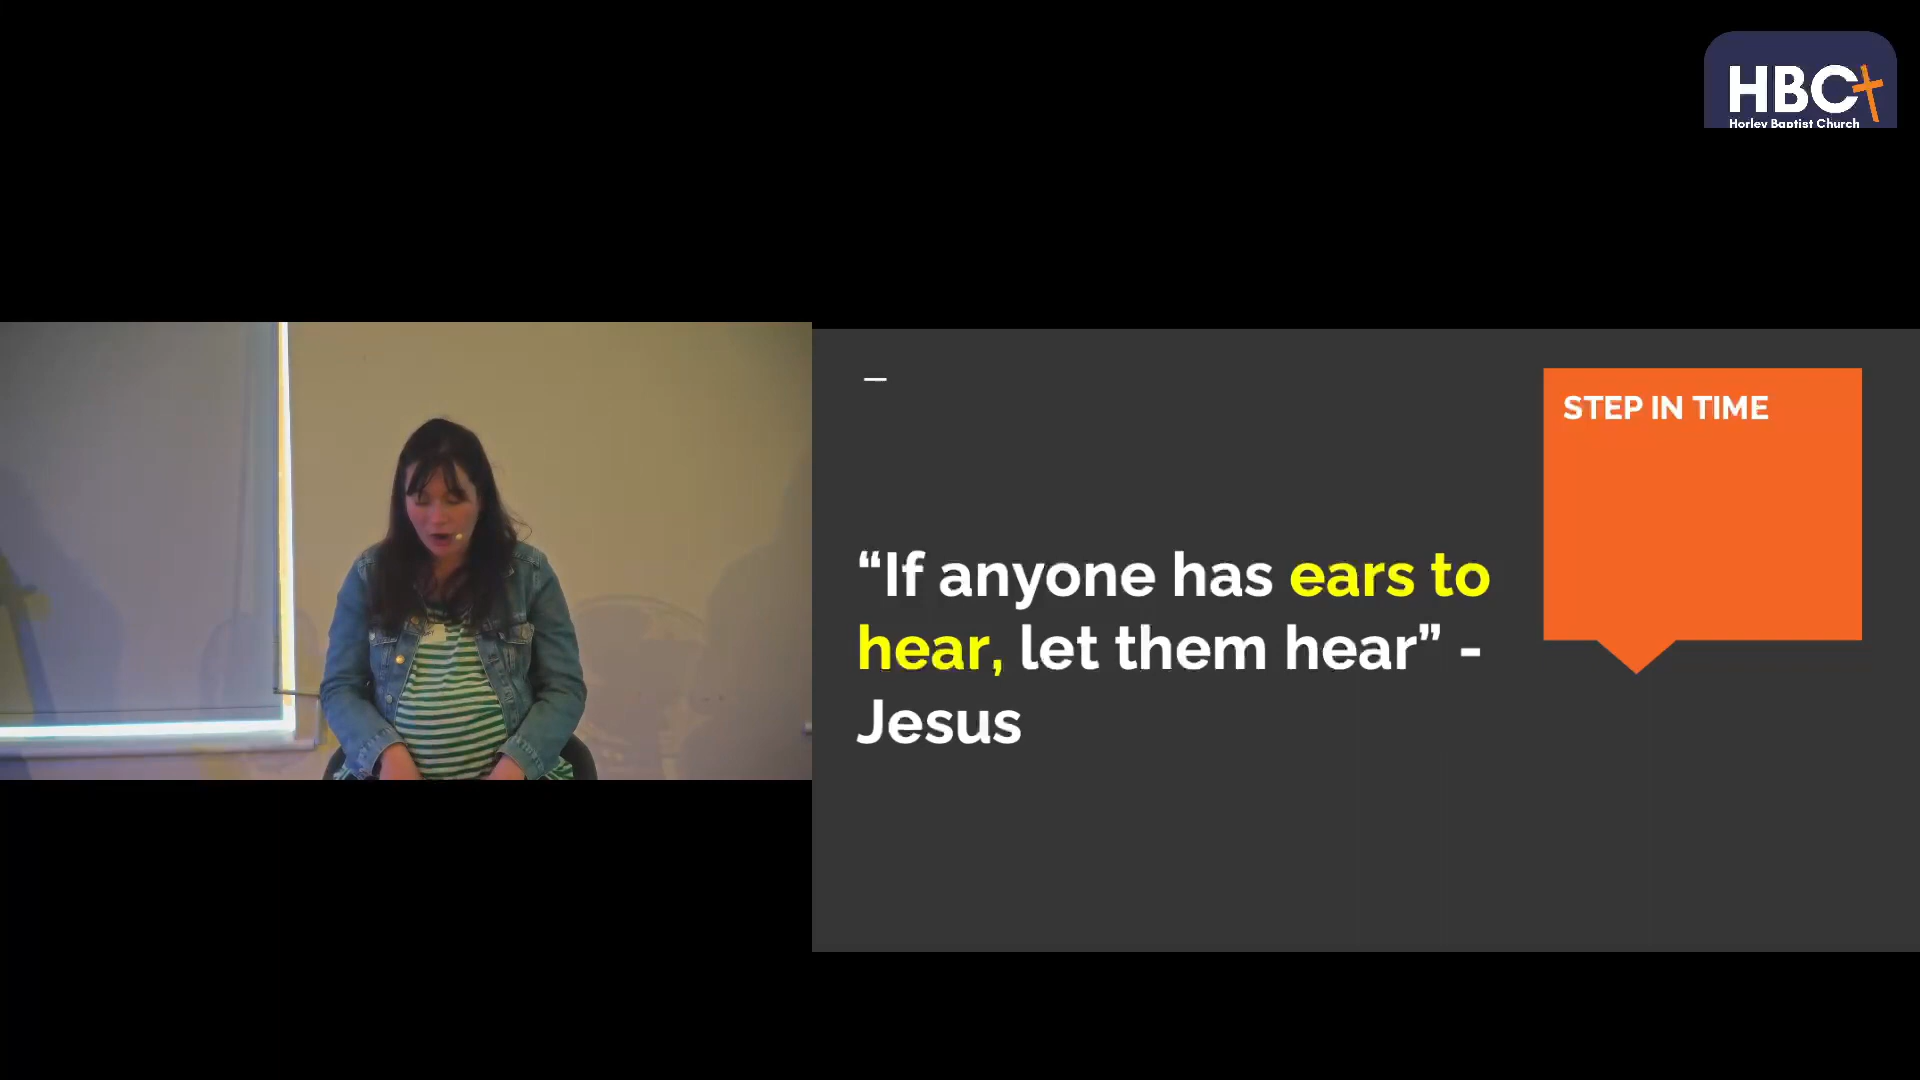 HBC
Horley Baptist Church
STEP IN TIME
“If anyone has ears to
hear, let them hear” -
Jesus